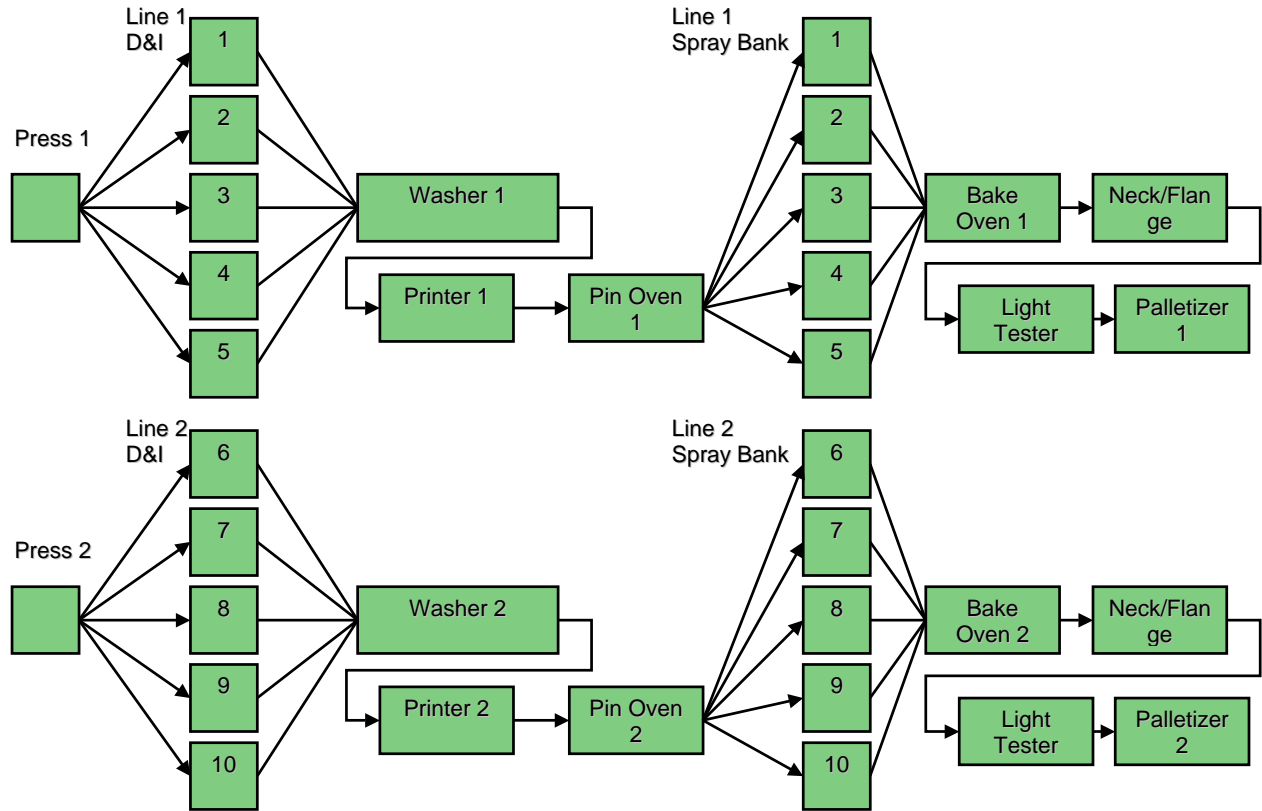 Line 1
D&I
1
2
3
4
5
Press 1
Washer 1
Printer 1
Pin Oven
1
Line 1
Spray Bank
1
2
3
4
5
Bake
Oven 1
Neck/Flan
ge
Light
Tester
Palletizer
1
Line 2
D&I
6
7
8
9
10
Press 2
Washer 2
Printer 2
Pin Oven
2
Line 2
Spray Bank
6
7
8
9
10
Bake
Oven 2
Neck/Flan
ge
Light
Tester
Palletizer
2